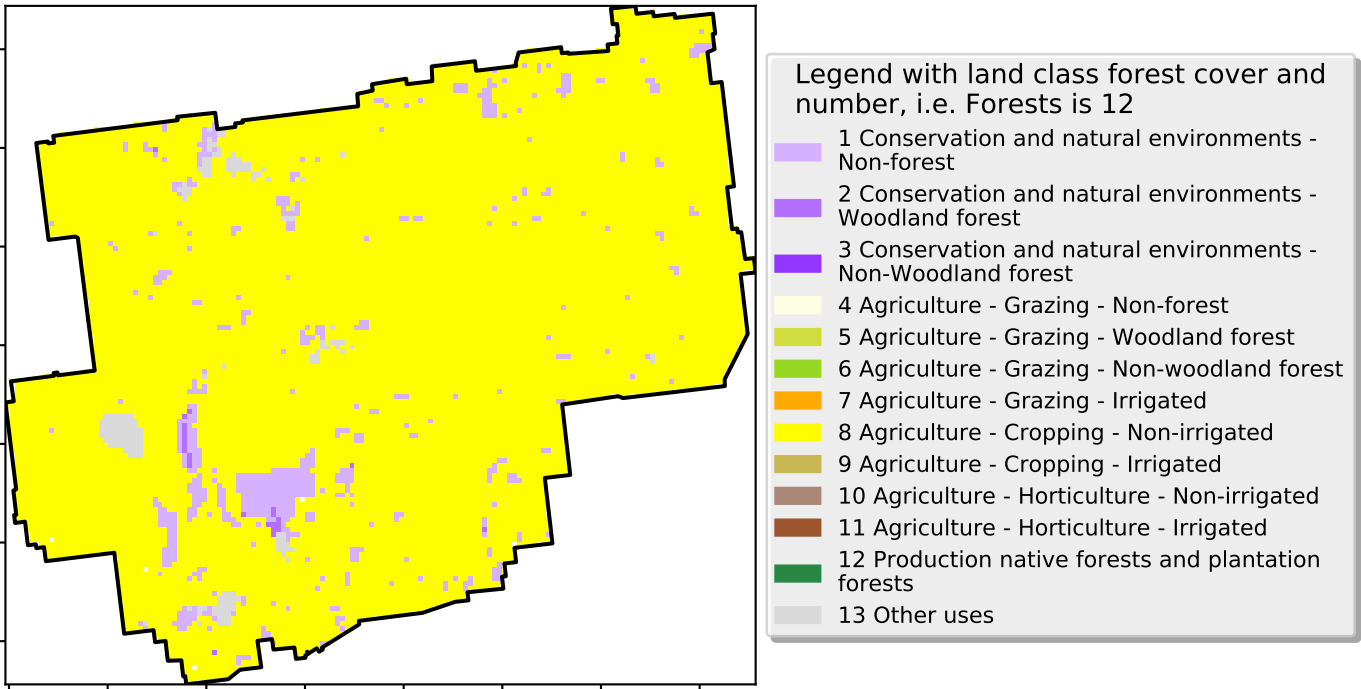 Legend with land class forest cover and
number, i.e. Forests is 12
1 Conservation and natural environments -
Non-forest
2 Conservation and natural environments -
Woodland forest
3 Conservation and natural environments -
Non-Woodland forest
4 Agriculture - Grazing - Non-forest
5 Agriculture - Grazing - Woodland forest
6 Agriculture - Grazing - Non-woodland forest
7 Agriculture - Grazing - Irrigated
8 Agriculture - Cropping - Non-irrigated
9 Agriculture - Cropping - Irrigated
10 Agriculture - Horticulture - Non-irrigated
11 Agriculture - Horticulture - Irrigated
12 Production native forests and plantation
forests
13 Other uses